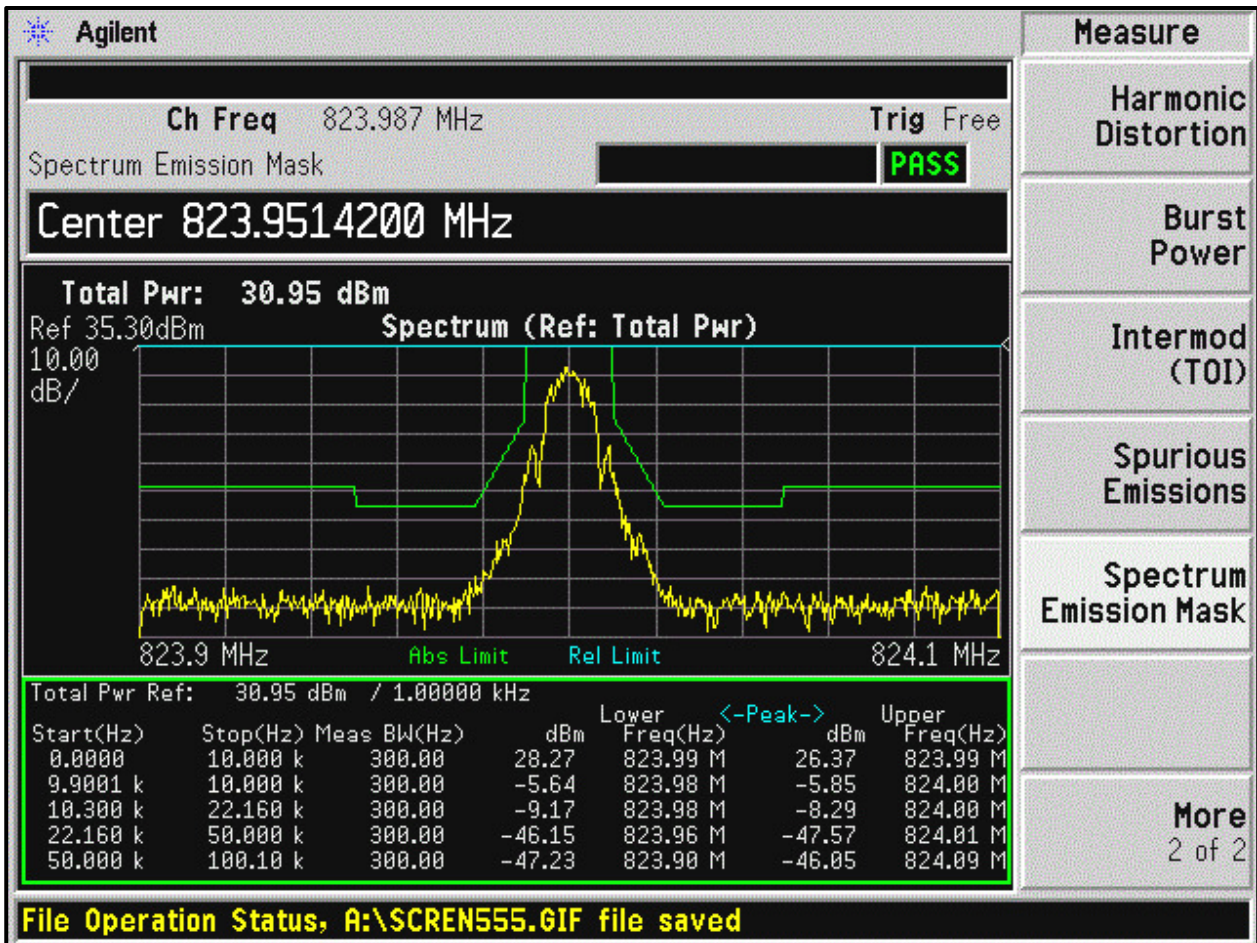 Agilent
Ch Freq 823.987 MHz Trig Free
Spectrum Emission Mask PASS
Center 823.9514200 MHz
Total Pwr: 30.95 dBm
Ref 35.30dBm Spectrum (Ref: Total Pwr)
10.00
dB/
823.9 MHz Abs Limit Rel Limit 824.1 MHz
Total Pwr Ref: 30.95 dBm / 1.00000 kHz
Lower <-Peak-> Upper
Start(Hz) Stop(Hz) Meas BW(Hz) dBm Freq(Hz) dBm Freq(Hz)
0.0000 10.000 k 300.00 28.27 823.99 M 26.37 823.99 M
9.9001 k 10.000 k 300.00 -5.64 823.98 M -5.85 824.00 M
10.300 k 22.160 k 300.00 -9.17 823.98 M -8.29 824.00 M
22.160 k 50.000 k 300.00 -46.15 823.96 M -47.57 824.01 M
50.000 k 100.10 k 300.00 -47.23 823.90 M -46.05 824.09 M
File Operation Status, A:\SCREN555.GIF file saved
Measure
Harmonic
Distortion
Burst
Power
Intermod
(TOI)
Spurious
Emissions
Spectrum
Emission Mask
More
2 of 2